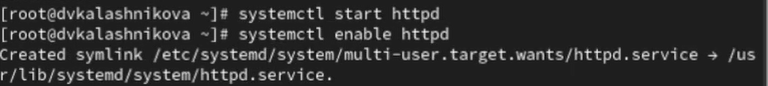 [root@dvkalashnikova ~]# systemctl start httpd
[root@dvkalashnikova ~]# systemctl enable httpd
Created symlink /etc/systemd/system/multi-user.target.wants/httpd.service → /us
r/lib/systemd/system/httpd.service.